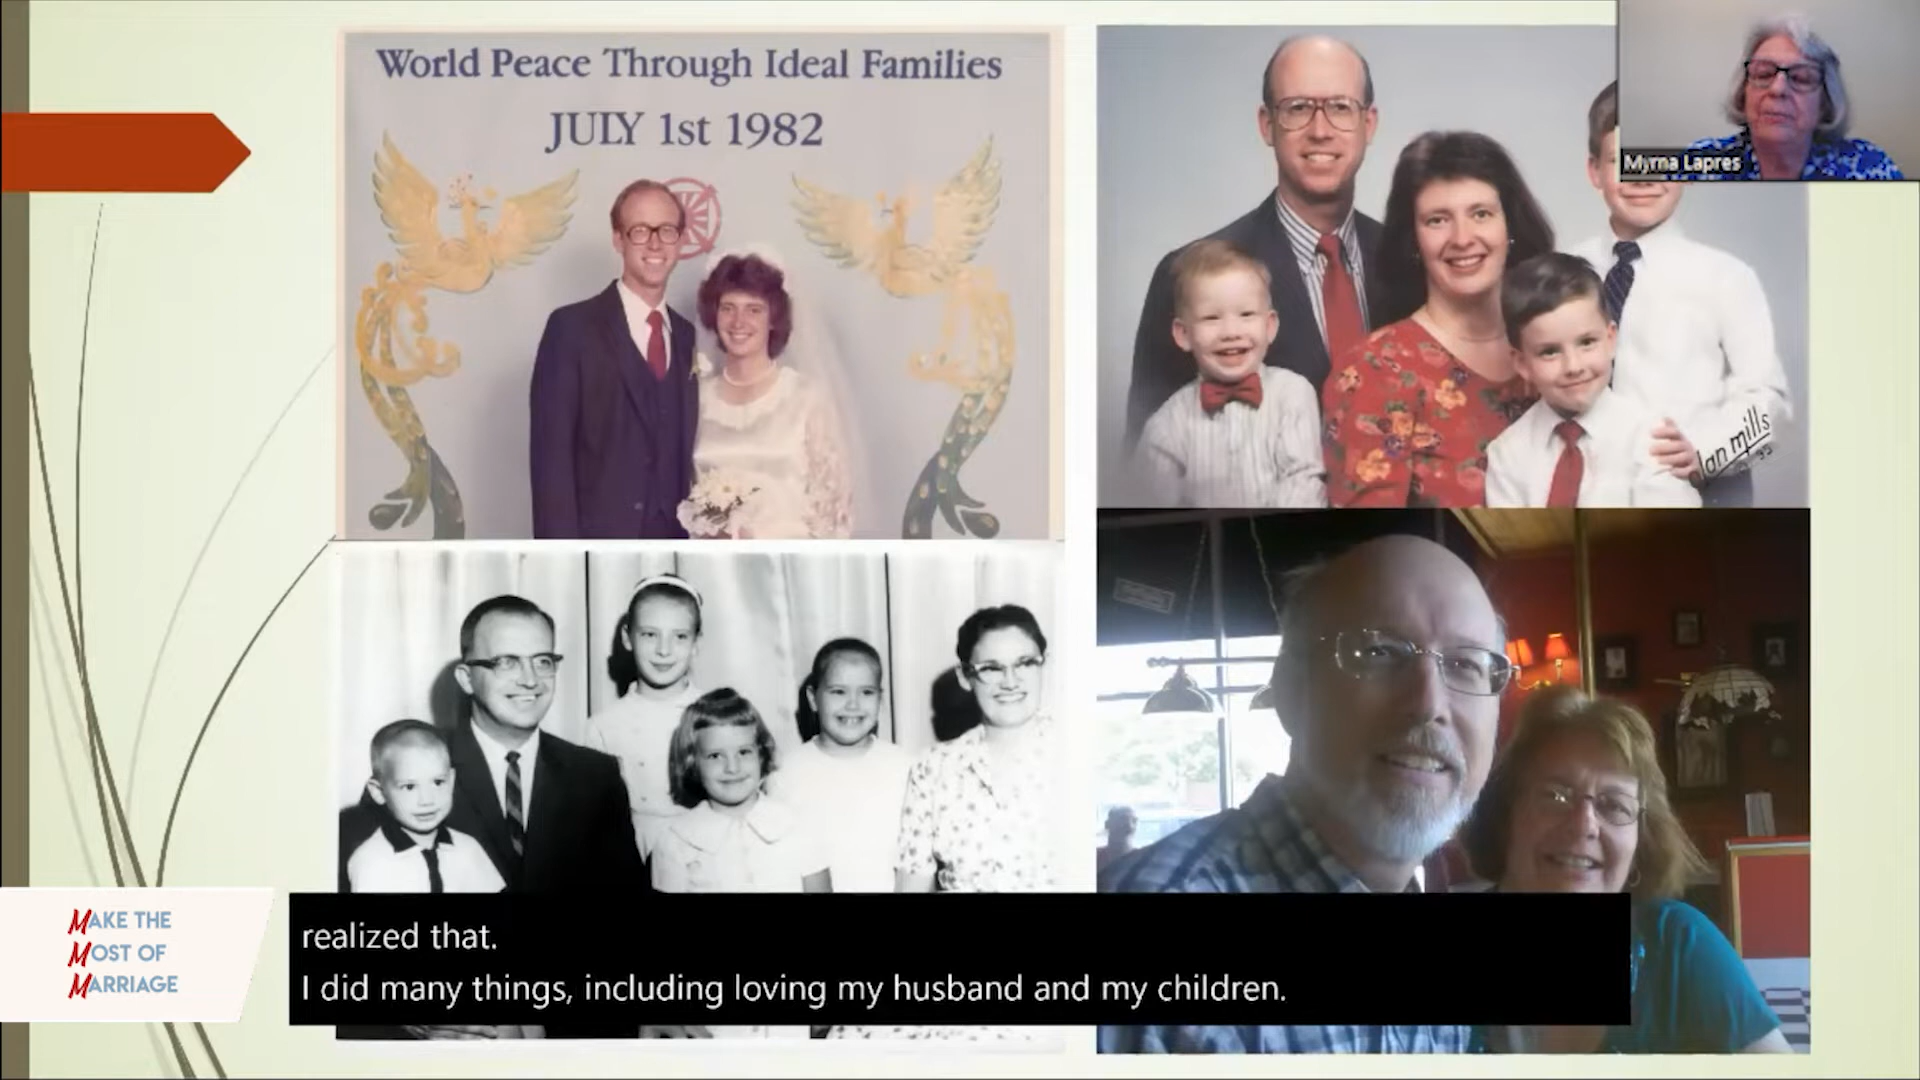 World Peace Through Ideal Families
JULY 1st 1982
Myrna Lapres
lan mills
95
MAKE THE
MOST OF
MARRIAGE
realized that.
I did many things, including loving my husband and my children.